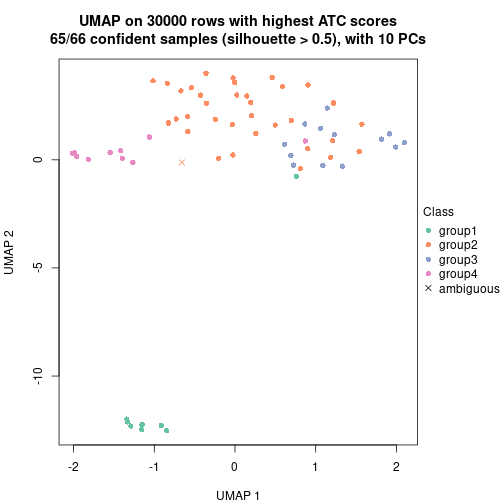 UMAP on 30000 rows with highest ATC scores
65/66 confident samples (silhouette > 0.5), with 10 PCs
0
-5
-10
UMAP 2
-2
-1
0
1
2
UMAP 1
Class
group1
group2
group3
group4
ambiguous